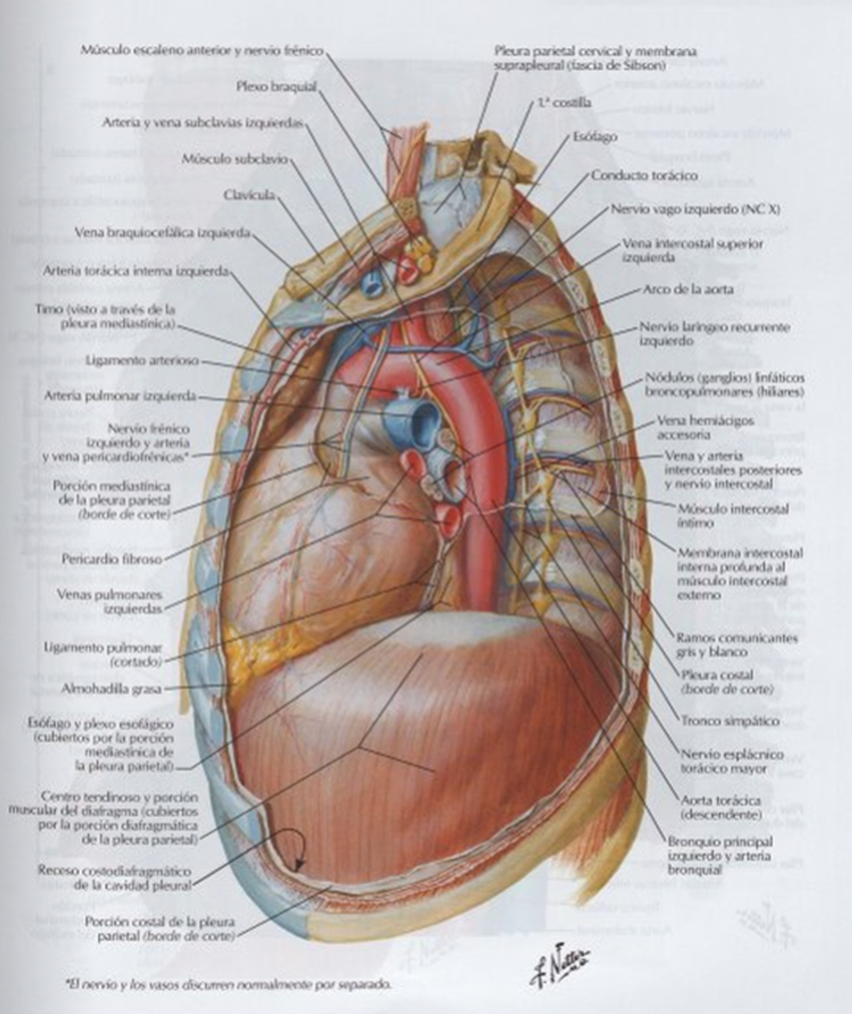 Músculo escaleno anterior y nervio frénico
Plexo braquial
Arteria y vena subclavias izquierdas
Músculo subclavio
Clavícula
Vena braquiocefálica izquierda
Arteria torácica interna izquierda
Timo (visto a través de la
pleura mediastínica)
Ligamento arterioso
Arteria pulmonar izquierda
Nervio frénico
izquierdo y arteria
y vena pericardiofrénicas*
Porción mediastínica
de la pleura parietal
(borde de corte)
Pericardio fibroso
Venas pulmonares
izquierdas
Ligamento pulmonar
(cortado)
Almohadilla grasa
Esófago y plexo esofágico
(cubiertos por la porción
mediastínica de
la pleura parietal)
Centro tendinoso y porción
muscular del diafragma (cubiertos
por la porción diafragmática
de la pleura parietal)
Receso costodiafragmático
de la cavidad pleural
Porción costal de la pleura
parietal (borde de corte)
Pleura parietal cervical y membrana
suprapleural (fascia de Sibson)
1.ª costilla
Esófago
Conducto torácico
Nervio vago izquierdo (NC X)
Vena intercostal superior
izquierda
Arco de la aorta
Nervio laríngeo recurrente
izquierdo
Nódulos (ganglios) linfáticos
broncopulmonares (hiliares)
Vena hemiácigos
accesoria
Vena y arteria
intercostales posteriores
y nervio intercostal
Músculo intercostal
íntimo
Membrana intercostal
interna profunda al
músculo intercostal
externo
Ramos comunicantes
gris y blanco
Pleura costal
(borde de corte)
Tronco simpático
Nervio esplácnico
torácico mayor
Aorta torácica
(descendente)
Bronquio principal
izquierdo y arteria
bronquial
F. Netter
*El nervio y los vasos discurren normalmente por separado.